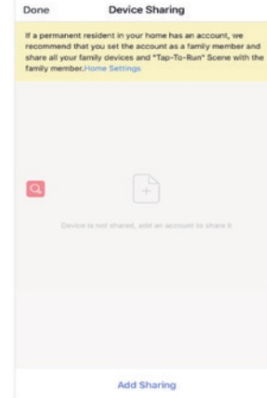 Done Device Sharing
If a permanent resident in your home has an account, we
recommend that you set the account as a family member and
share all your family devices and "Tap-To-Run" Scene with the
family member.Home Settings
Device is not shared, add an account to share it
Add Sharing